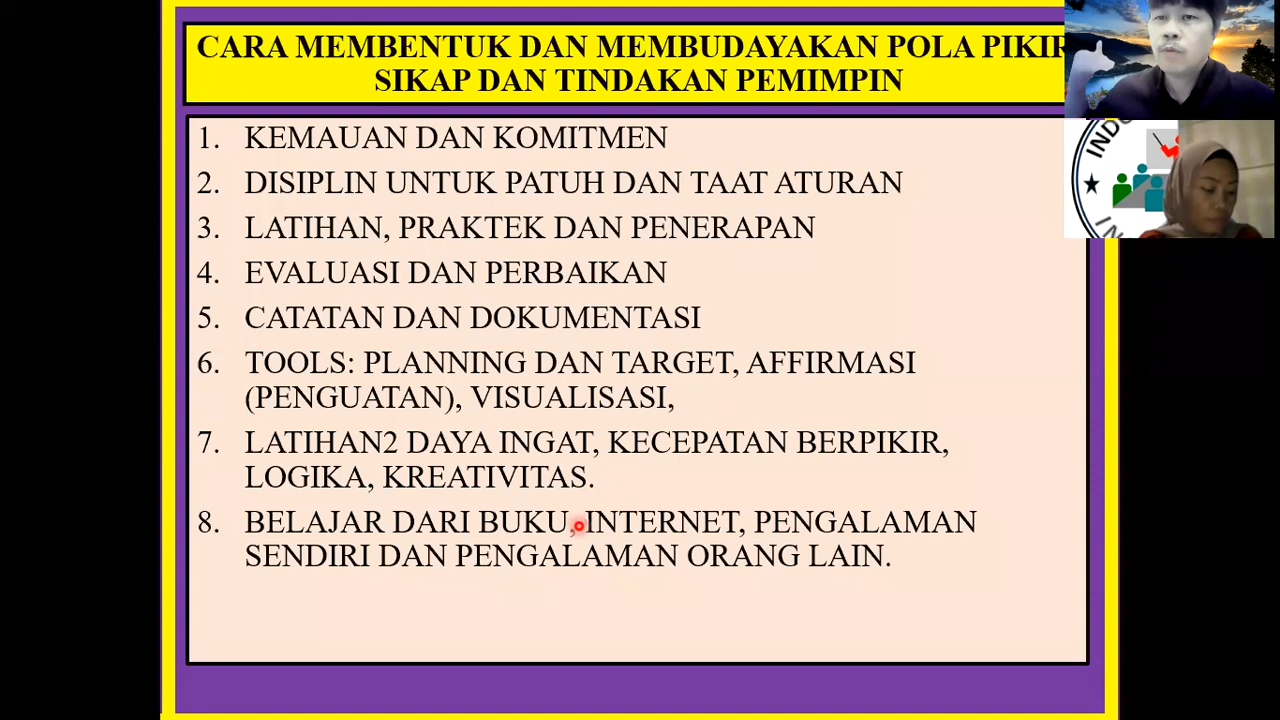 CARA MEMBENTUK DAN MEMBUDAYAKAN POLA PIKIR
SIKAP DAN TINDAKAN PEMIMPIN
1. KEMAUAN DAN KOMITMEN
2. DISIPLIN UNTUK PATUH DAN TAAT ATURAN
3. LATIHAN, PRAKTEK DAN PENERAPAN
4. EVALUASI DAN PERBAIKAN
5. CATATAN DAN DOKUMENTASI
6. TOOLS: PLANNING DAN TARGET, AFFIRMASI
(PENGUATAN), VISUALISASI,
7. LATIHAN2 DAYA INGAT, KECEPATAN BERPIKIR,
LOGIKA, KREATIVITAS.
8. BELAJAR DARI BUKU, INTERNET, PENGALAMAN
SENDIRI DAN PENGALAMAN ORANG LAIN.